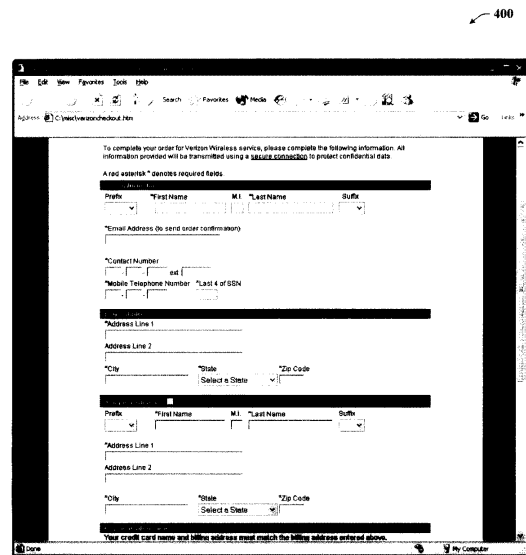 400
File Edit View Favorites Tools Help
Search Favorites Media
Address C:\misc\verizoncheckout.htm Go Links »
To complete your order for Verizon Wireless service, please complete the following information. All
information provided will be transmitted using a secure connection to protect confidential data.
A red asterisk * denotes required fields.
Prefix *First Name M.I. *Last Name Suffix
*Email Address (to send order confirmation)
*Contact Number
- - ext
*Mobile Telephone Number *Last 4 of SSN
- -
*Address Line 1
Address Line 2
*City *State *Zip Code
Select a State
Prefix *First Name M.I. *Last Name Suffix
*Address Line 1
Address Line 2
*City *State *Zip Code
Select a State
Your credit card name and billing address must match the billing address entered above.
Done My Computer